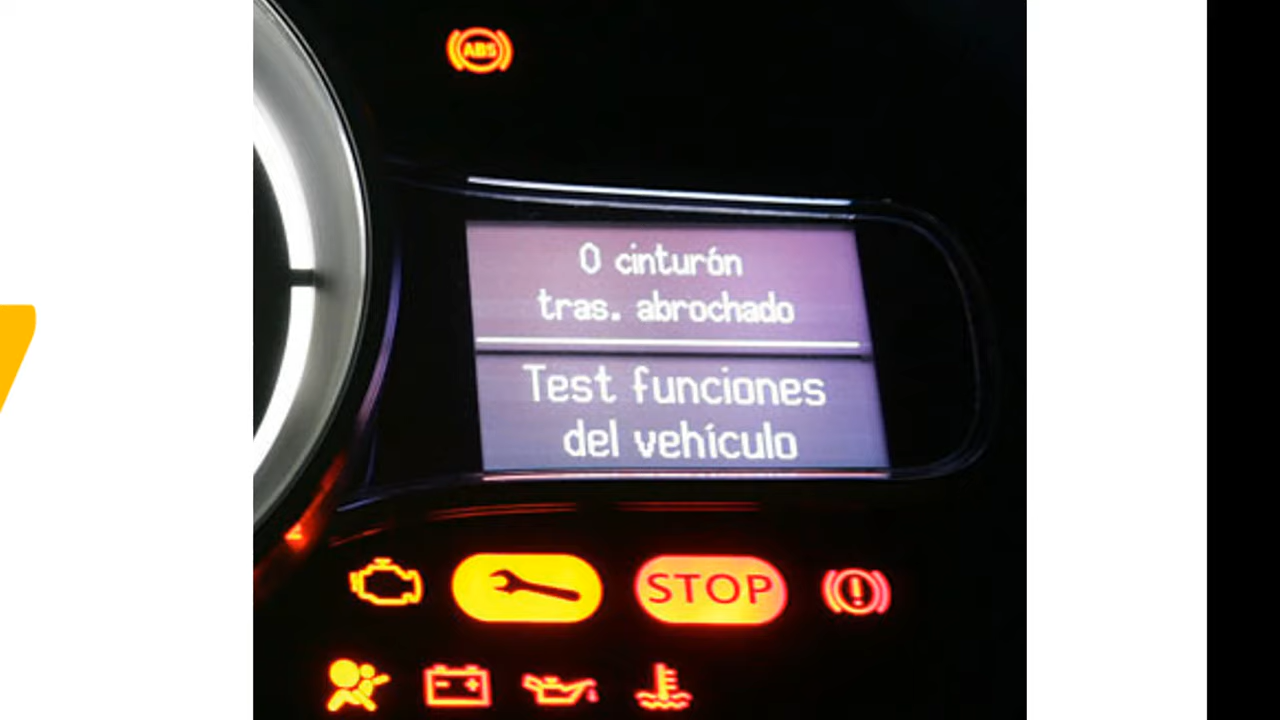 ABS
0 cinturón
tras. abrochado
Test funciones
del vehículo
STOP